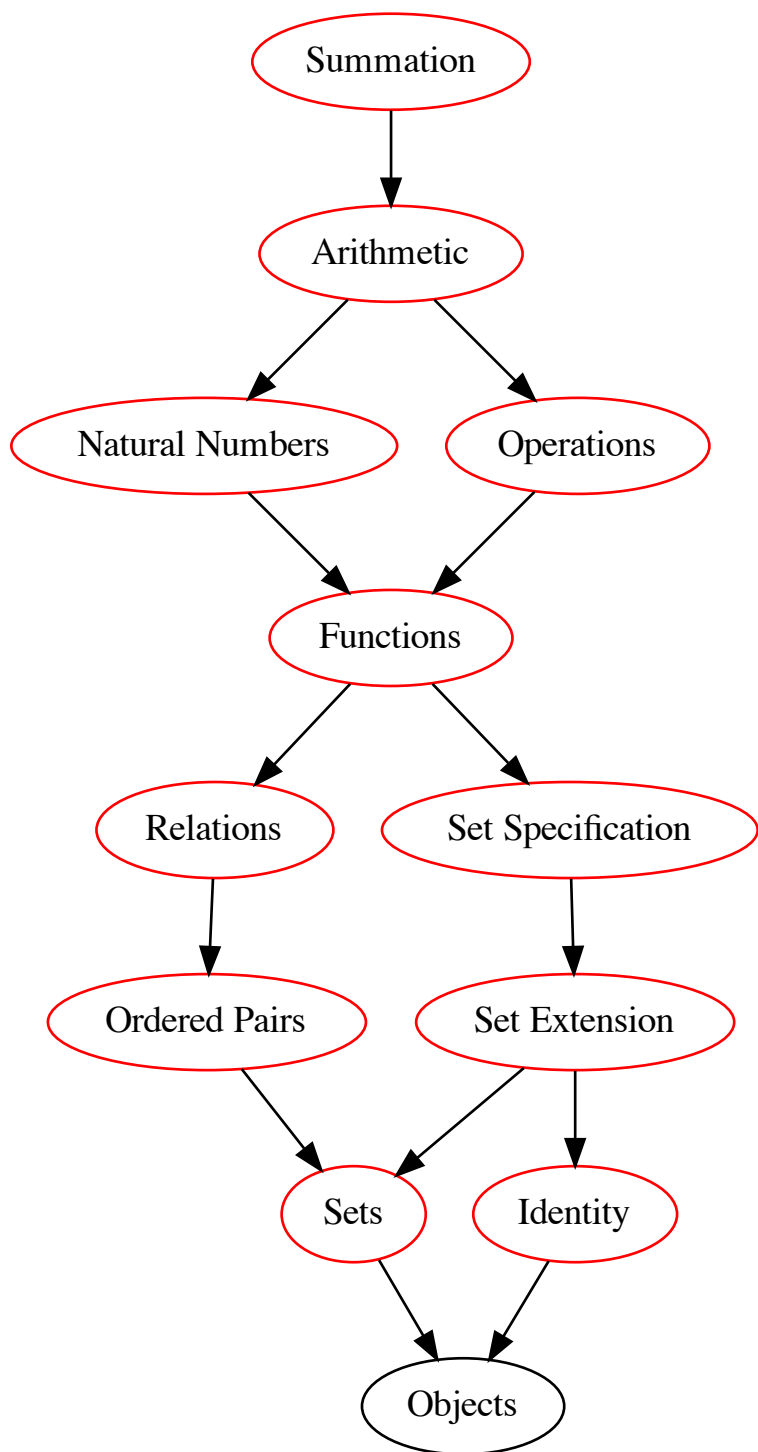 Summation
Arithmetic
Natural Numbers
Operations
Functions
Relations
Set Specification
Ordered Pairs
Set Extension
Sets
Identity
Objects